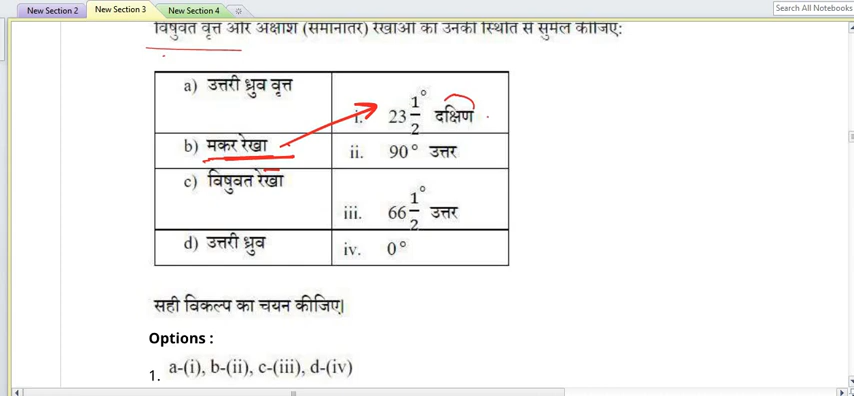 New Section 2 New Section 3 New Section 4
Search All Notebooks
विषुवत वृत्त और अक्षांश (समानांतर) रेखाओं का उनकी स्थिति से सुमेल कीजिए:
a) उत्तरी ध्रुव वृत्त
i. 23 1/2° दक्षिण
b) मकर रेखा
ii. 90° उत्तर
c) विषुवत रेखा
iii. 66 1/2° उत्तर
d) उत्तरी ध्रुव
iv. 0°
सही विकल्प का चयन कीजिए|
Options :
1. a-(i), b-(ii), c-(iii), d-(iv)